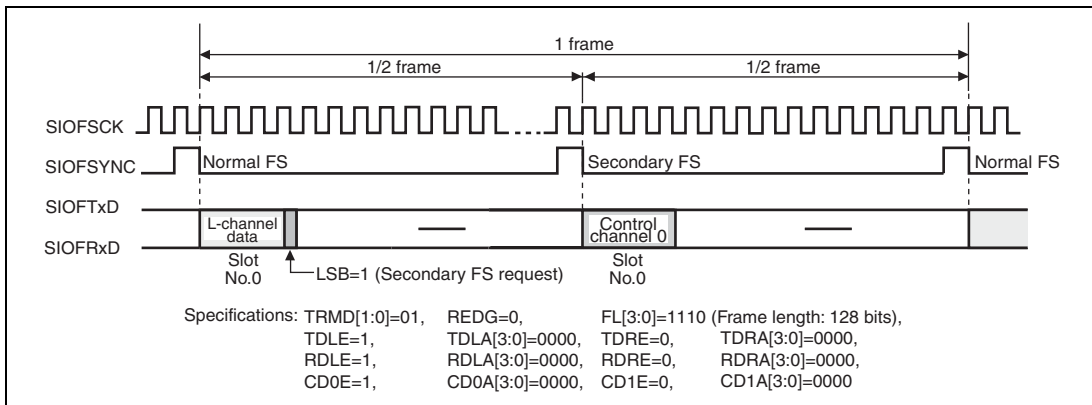 1 frame
1/2 frame 1/2 frame
SIOFSCK
SIOFSYNC Normal FS Secondary FS Normal FS
SIOFTxD
L-channel data Control channel 0
SIOFRxD
Slot No.0 LSB=1 (Secondary FS request) Slot No.0
Specifications: TRMD[1:0]=01, REDG=0, FL[3:0]=1110 (Frame length: 128 bits),
TDLE=1, TDLA[3:0]=0000, TDRE=0, TDRA[3:0]=0000,
RDLE=1, RDLA[3:0]=0000, RDRE=0, RDRA[3:0]=0000,
CD0E=1, CD0A[3:0]=0000, CD1E=0, CD1A[3:0]=0000